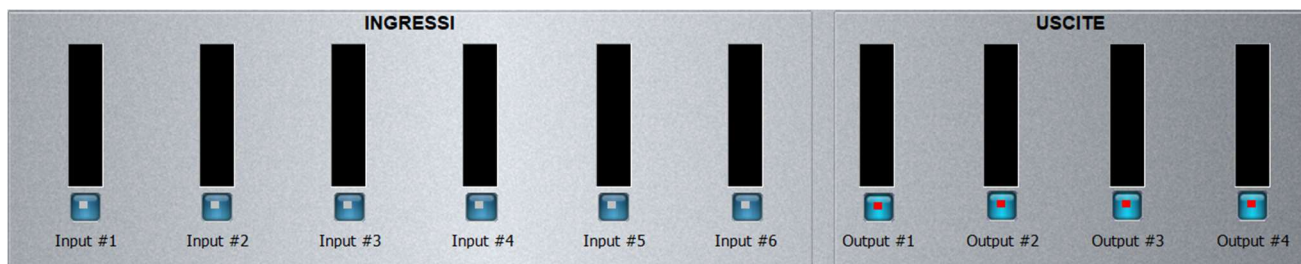 INGRESSI
USCITE
Input #1
Input #2
Input #3
Input #4
Input #5
Input #6
Output #1
Output #2
Output #3
Output #4